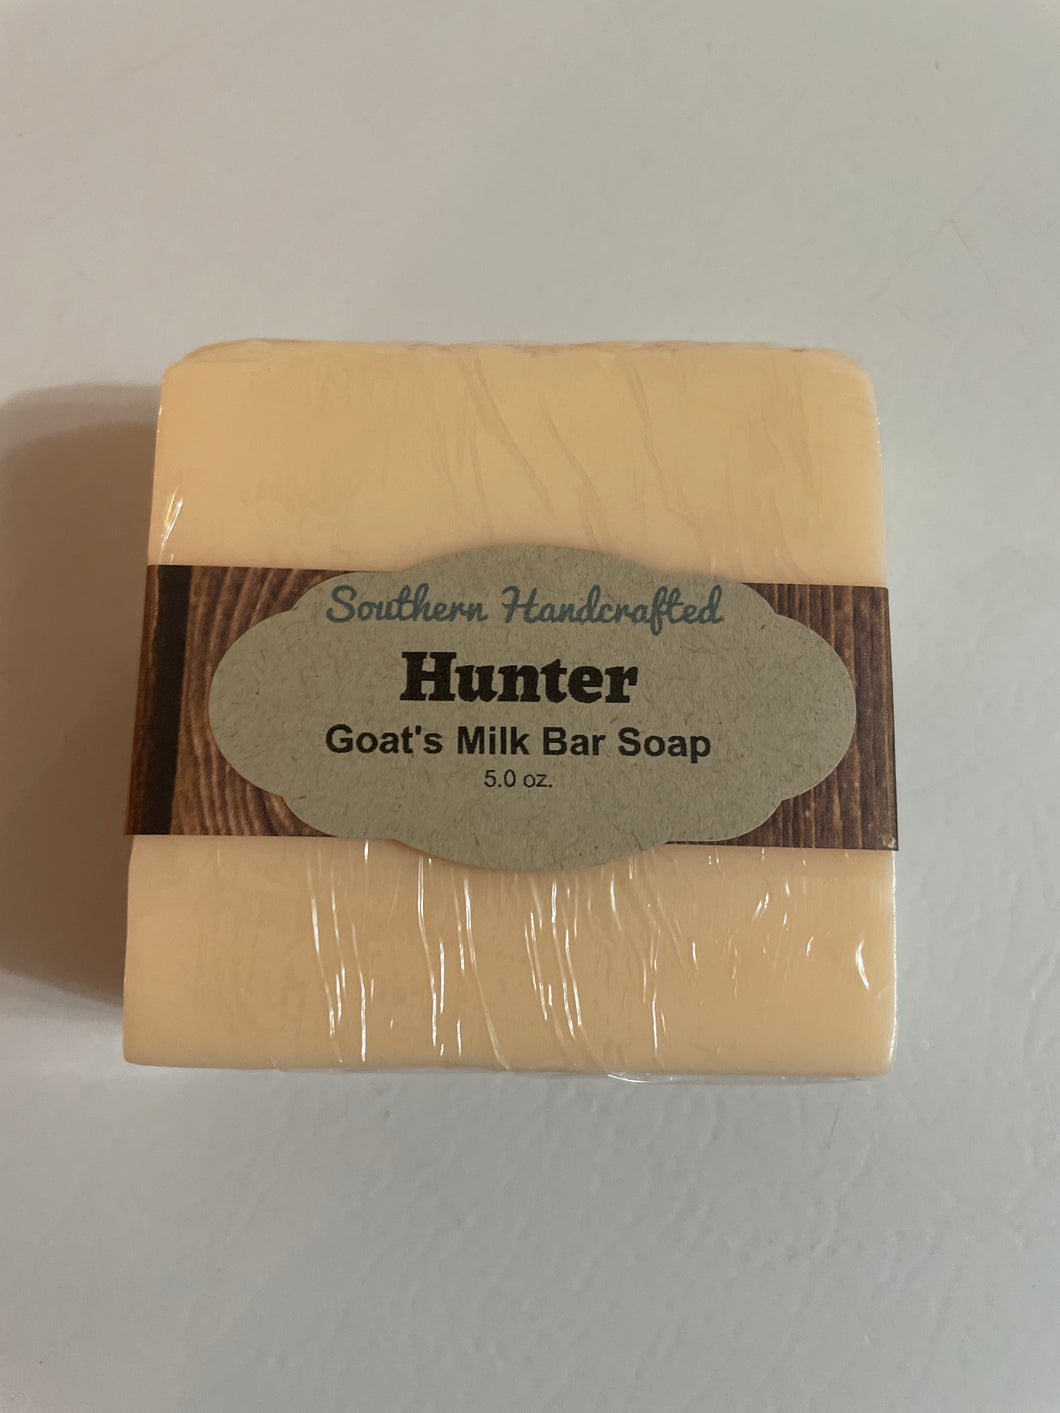 Southern Handcrafted
Hunter
Goat's Milk Bar Soap
5.0 oz.